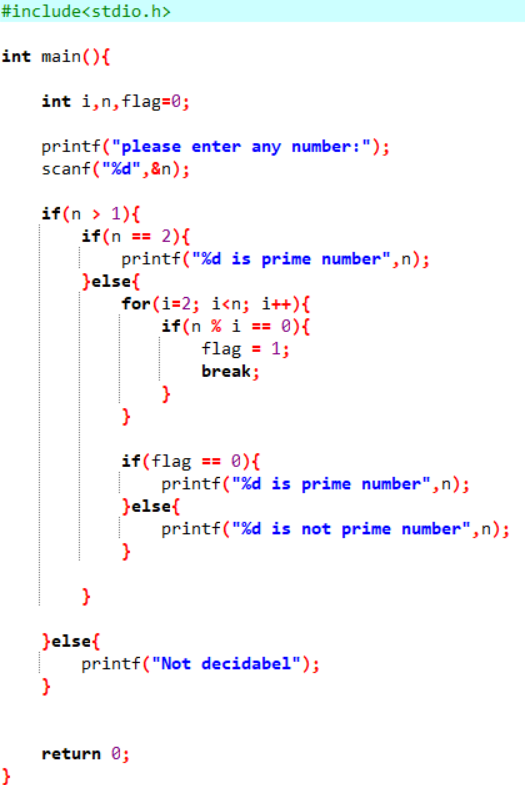 #include<stdio.h>
int main(){
int i,n,flag=0;
printf("please enter any number:");
scanf("%d",&n);
if(n > 1){
if(n == 2){
printf("%d is prime number",n);
}else{
for(i=2; i<n; i++){
if(n % i == 0){
flag = 1;
break;
}
}
if(flag == 0){
printf("%d is prime number",n);
}else{
printf("%d is not prime number",n);
}
}
}else{
printf("Not decidabel");
}
return 0;
}